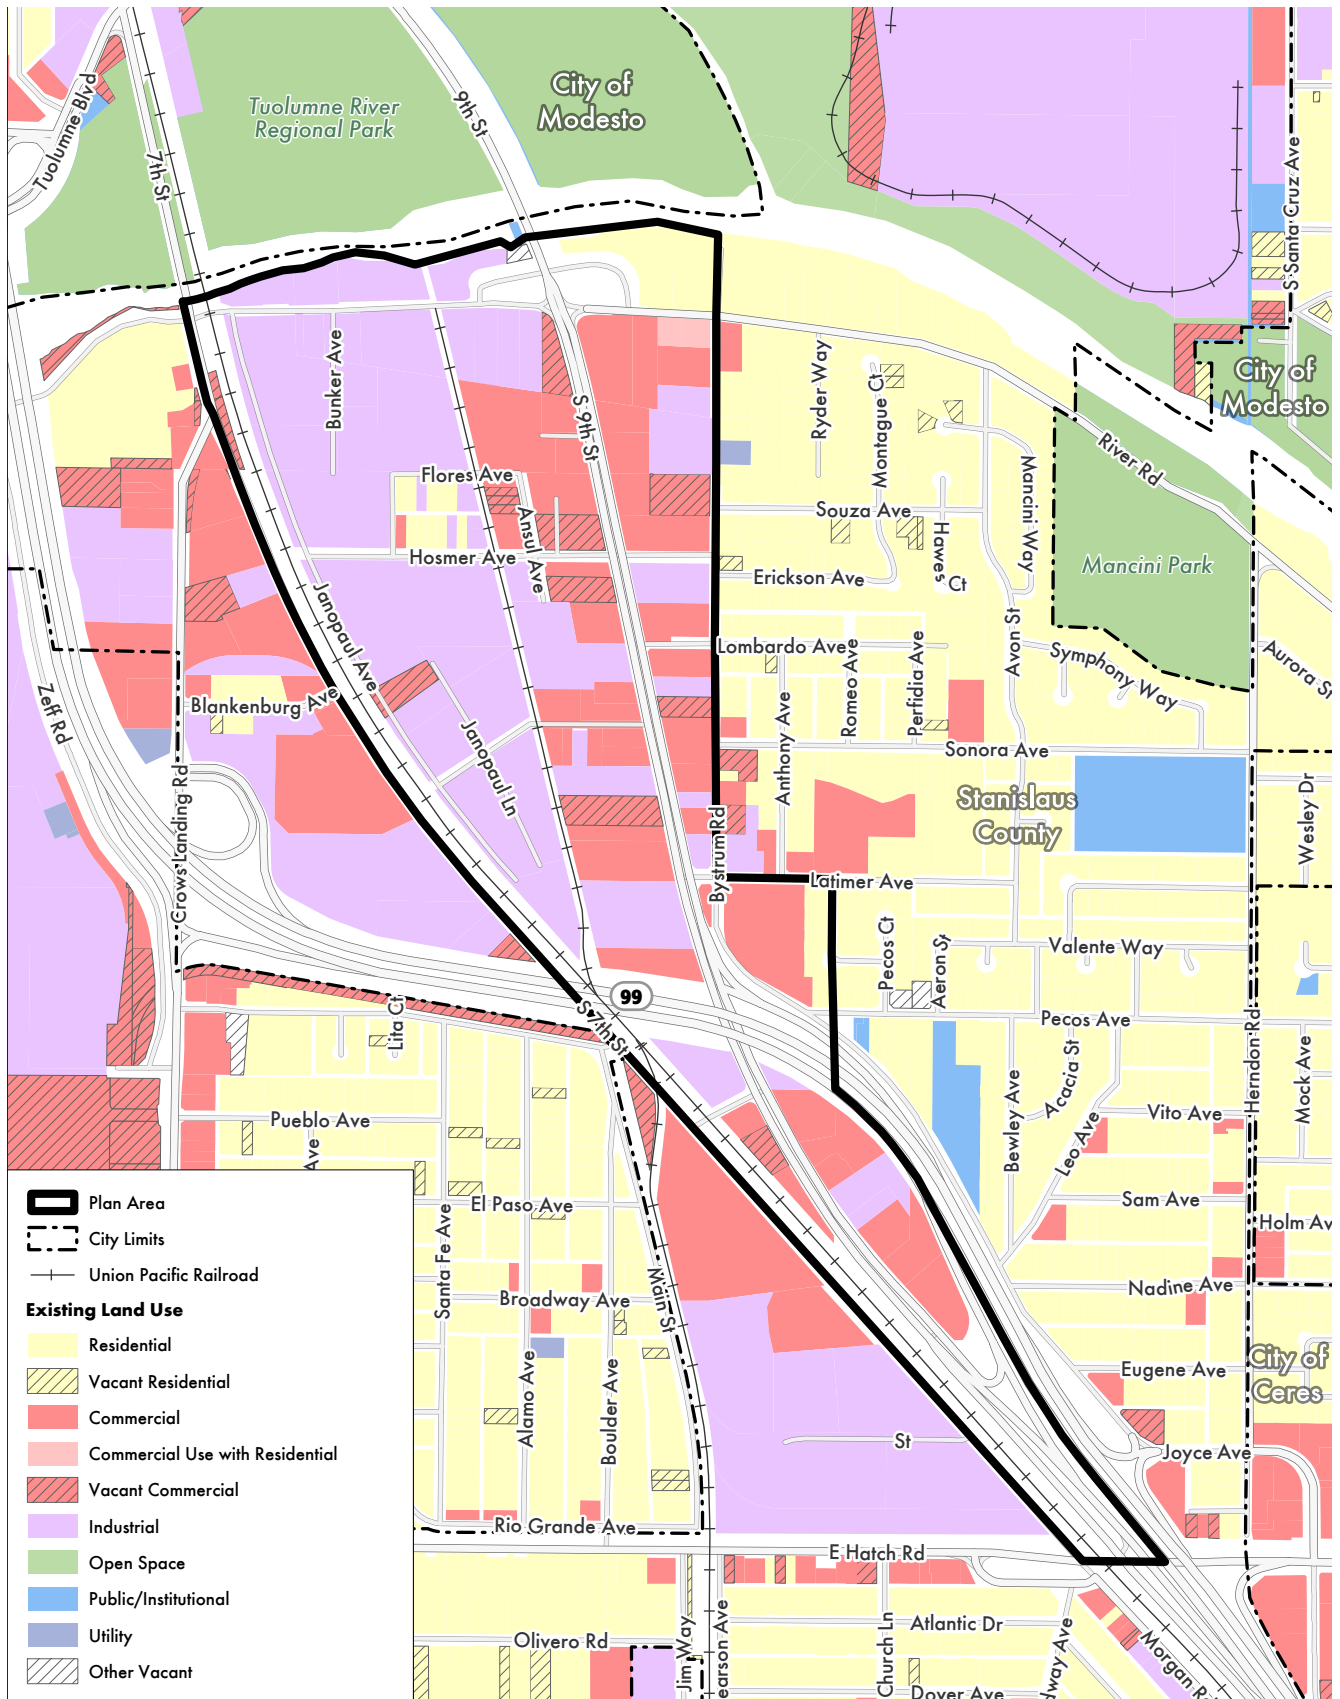 City of
Modesto
Tuolumne River
Regional Park
Tuolumne Blvd
7th St
9th St
S Santa Cruz Ave
City of
Modesto
Bunker Ave
S 9th St
Ryder Way
Montague Ct
River Rd
Mancini Way
Flores Ave
Ansul Ave
Souza Ave
Hawes
Ct
Hosmer Ave
Erickson Ave
Mancini Park
Janopaul Ave
Lombardo Ave
Romeo Ave
Perfidia Ave
Avon St
Symphony Way
Aurora St
Zeff Rd
Blankenburg Ave
Janopaul Ln
Anthony Ave
Sonora Ave
Stanislaus
County
Wesley Dr
Crows Landing Rd
Bystrum Rd
Latimer Ave
Pecos Ct
Aeron St
Valente Way
99
S 7th St
Lita Ct
Pecos Ave
Herndon Rd
Mock Ave
Acacia St
Bewley Ave
Leo Ave
Vito Ave
Pueblo Ave
Ave
Sam Ave
Holm Av
El Paso Ave
Santa Fe Ave
Main St
Nadine Ave
Broadway Ave
Alamo Ave
Boulder Ave
Eugene Ave
City of
Ceres
St
Joyce Ave
Rio Grande Ave
E Hatch Rd
Atlantic Dr
Olivero Rd
Jim Way
earson Ave
Church Ln
dway Ave
Morgan R
Dover Ave
Plan Area
City Limits
Union Pacific Railroad
Existing Land Use
Residential
Vacant Residential
Commercial
Commercial Use with Residential
Vacant Commercial
Industrial
Open Space
Public/Institutional
Utility
Other Vacant